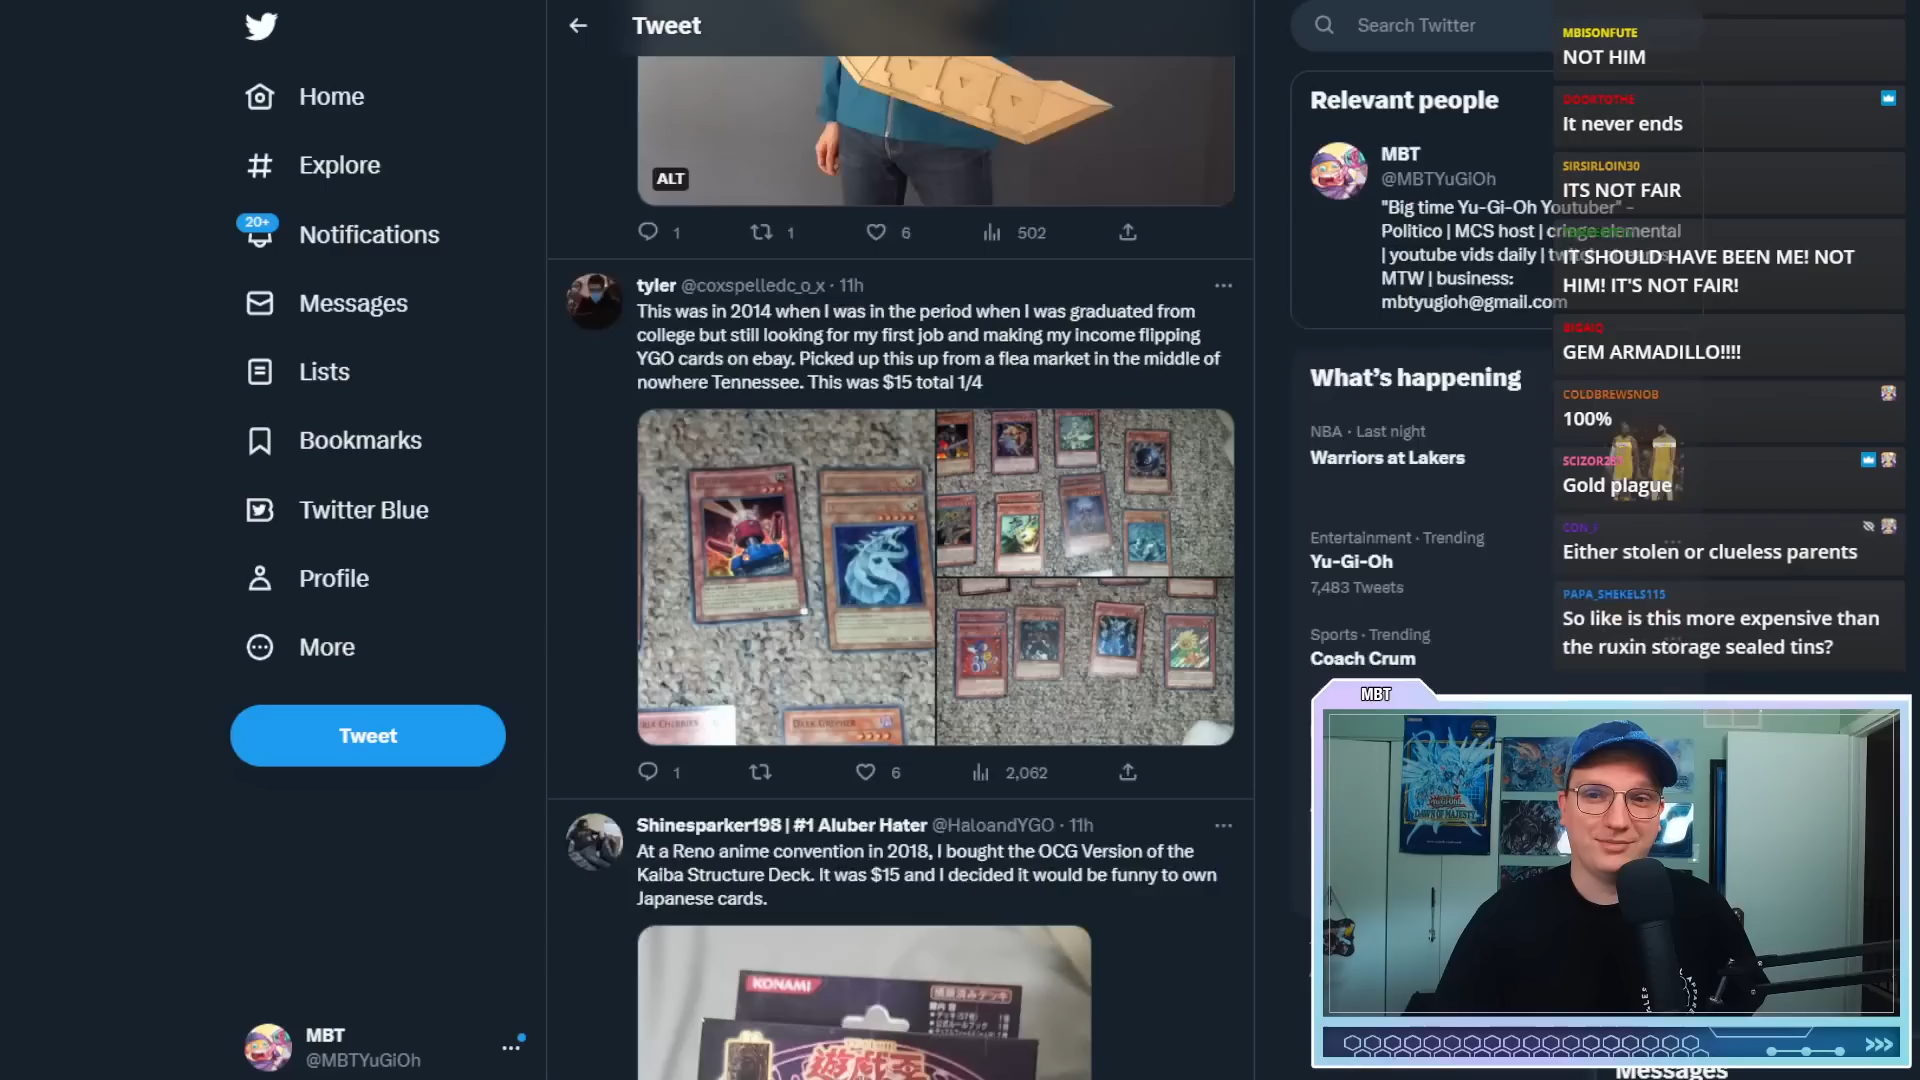 Home
Explore
20+
Notifications
Messages
Lists
Bookmarks
Twitter Blue
Profile
More
Tweet
MBT
@MBTYuGiOh
Tweet
ALT
1
1
6
502
tyler @coxspelledc_o_x · 11h
This was in 2014 when I was in the period when I was graduated from
college but still looking for my first job and making my income flipping
YGO cards on ebay. Picked up this up from a flea market in the middle of
nowhere Tennessee. This was $15 total 1/4
DARK GREPHER
1
6
2,062
Shinesparker198 | #1 Aluber Hater @HaloandYGO · 11h
At a Reno anime convention in 2018, I bought the OCG Version of the
Kaiba Structure Deck. It was $15 and I decided it would be funny to own
Japanese cards.
KONAMI
遊戯王
Search Twitter
Relevant people
MBT
@MBTYuGiOh
"Big time Yu-Gi-Oh Youtuber" -
Politico | MCS host | cringe elemental
| youtube vids daily |
MTW | business:
mbtyugioh@gmail.com
What's happening
NBA · Last night
Warriors at Lakers
Entertainment · Trending
Yu-Gi-Oh
7,483 Tweets
Sports · Trending
Coach Crum
MBISONFUTE
NOT HIM
DOORTOTHE
It never ends
SIRSIRLOIN30
ITS NOT FAIR
IT SHOULD HAVE BEEN ME! NOT
HIM! IT'S NOT FAIR!
BIGAIQ
GEM ARMADILLO!!!!
COLDBREWSNOB
100%
Gold plague
CON_F
Either stolen or clueless parents
PAPA_SHEKELS115
So like is this more expensive than
the ruxin storage sealed tins?
MBT
DAWN OF MAJESTY
Messages